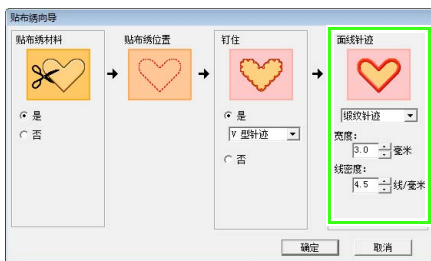 贴布绣向导
贴布绣材料
是
否
贴布绣位置
钉住
是
V 型针迹
否
面线针迹
缎纹针迹
宽度:
3.0 毫米
线密度:
4.5 线/毫米
确定
取消